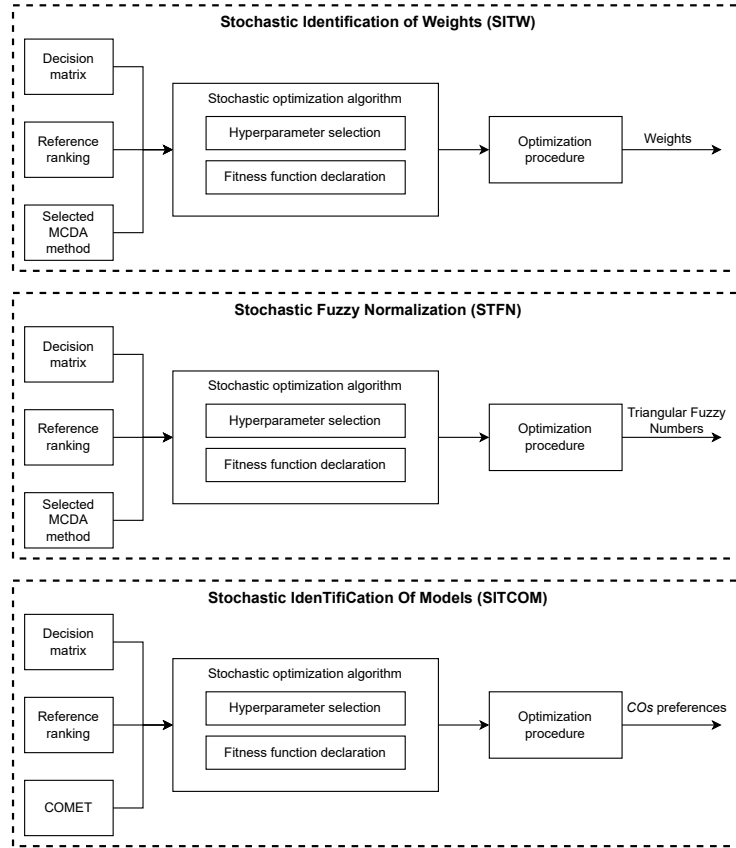 Stochastic Identification of Weights (SITW)
Decision
matrix
Reference
ranking
Selected
MCDA
method
Stochastic optimization algorithm
Hyperparameter selection
Fitness function declaration
Optimization
procedure
Weights
Stochastic Fuzzy Normalization (STFN)
Decision
matrix
Reference
ranking
Selected
MCDA
method
Stochastic optimization algorithm
Hyperparameter selection
Fitness function declaration
Optimization
procedure
Triangular Fuzzy
Numbers
Stochastic IdenTifiCation Of Models (SITCOM)
Decision
matrix
Reference
ranking
COMET
Stochastic optimization algorithm
Hyperparameter selection
Fitness function declaration
Optimization
procedure
COs preferences